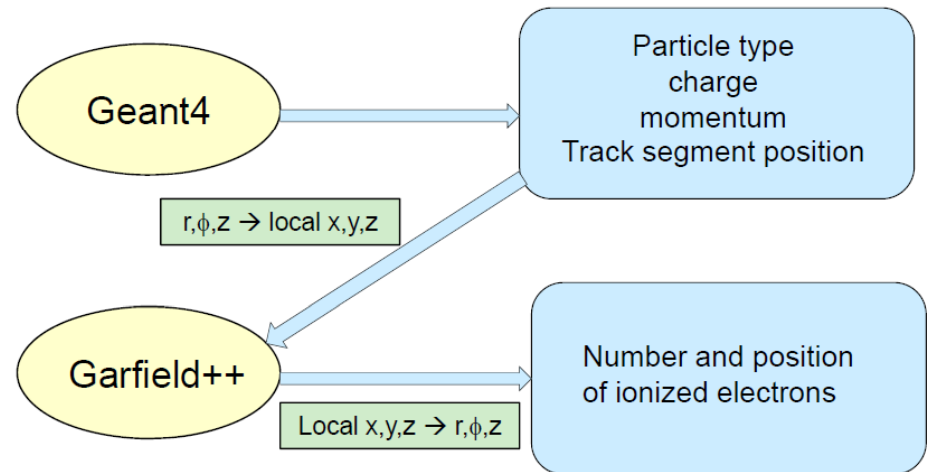 Geant4
Particle type
charge
momentum
Track segment position
r,ϕ,z → local x,y,z
Garfield++
Number and position
of ionized electrons
Local x,y,z → r,ϕ,z